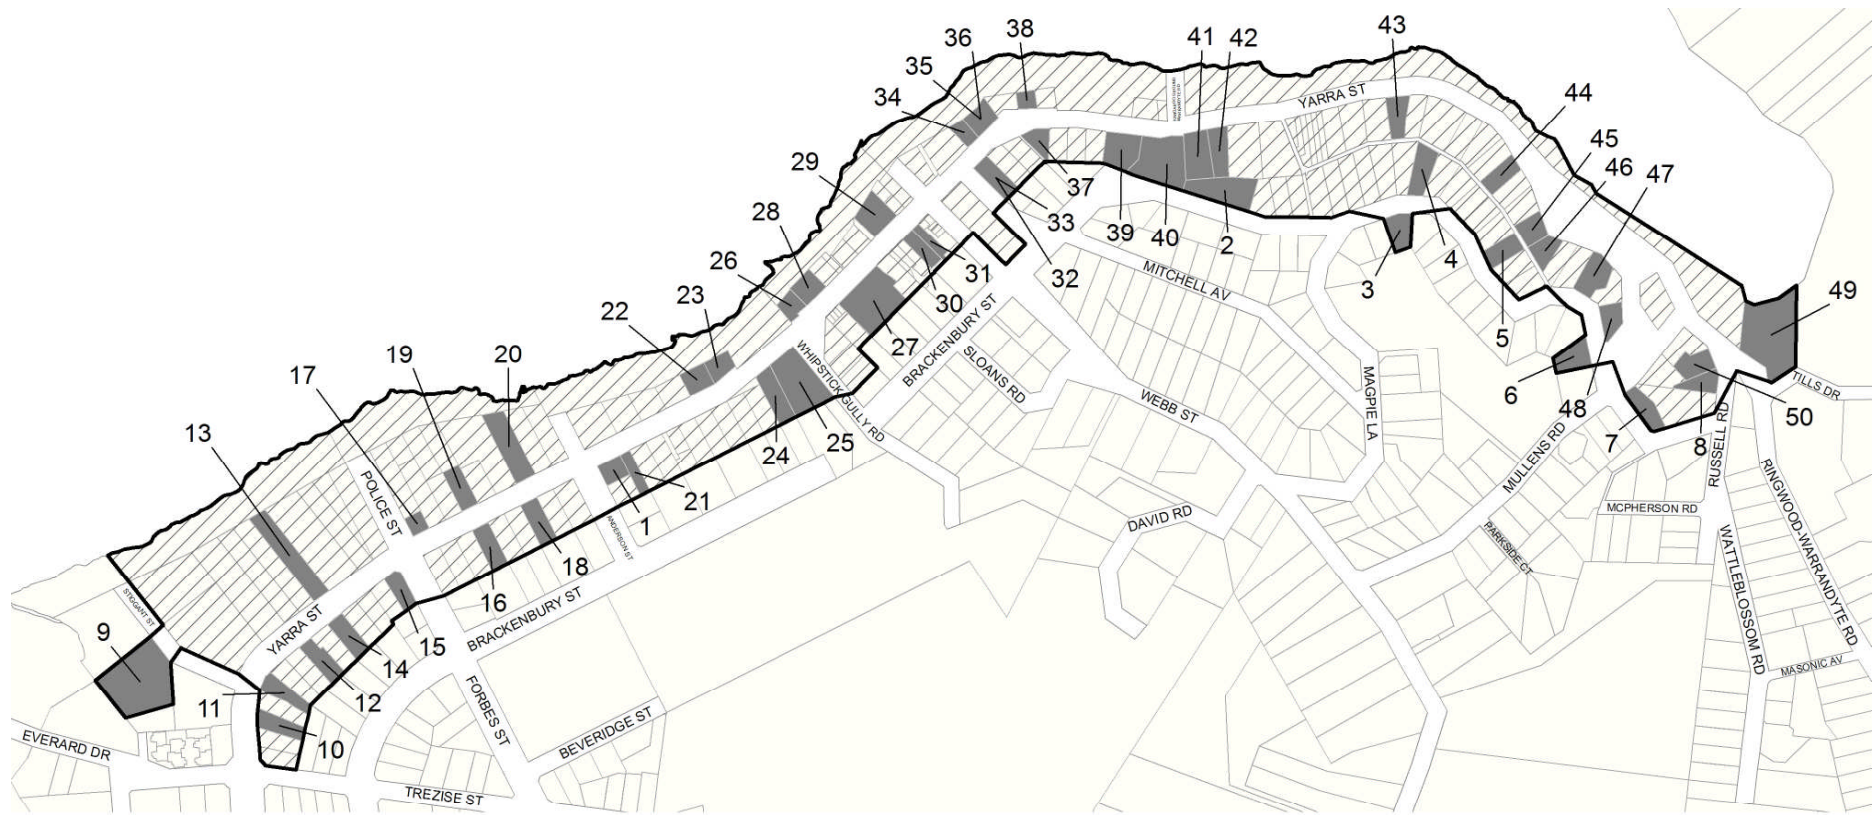 36
38
41
42
43
35
34
YARRA ST
44
45
46
47
29
28
37
33
39
40
2
3
4
49
26
31
30
32
MITCHELL AV
22
23
27
5
BRACKENBURY ST
SLOANS RD
WHIPSTICK GULLY RD
WEBB ST
MAGPIE LA
6
48
7
8
50
TILLS DR
RUSSELL RD
17
19
20
13
24
25
POLICE ST
21
1
ANDERSON ST
18
16
15
BRACKENBURY ST
DAVID RD
MULLENS RD
PARKSIDE CT
MCPHERSON RD
WATTLEBLOSSOM RD
RINGWOOD-WARRANDYTE RD
MASONIC AV
STIGGANT ST
YARRA ST
9
14
12
11
10
FORBES ST
BEVERIDGE ST
EVERARD DR
TREZISE ST